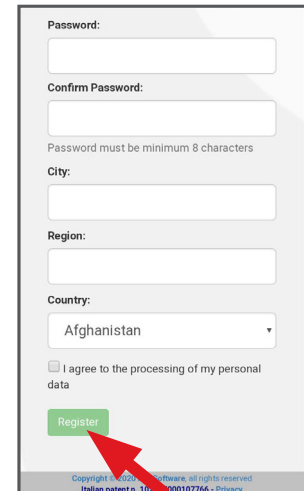 Password:
Confirm Password:
Password must be minimum 8 characters
City:
Region:
Country:
Afghanistan
I agree to the processing of my personal
data
Register
Copyright © 2020 Software, all rights reserved
Italian patent n. 000107766 - Privacy